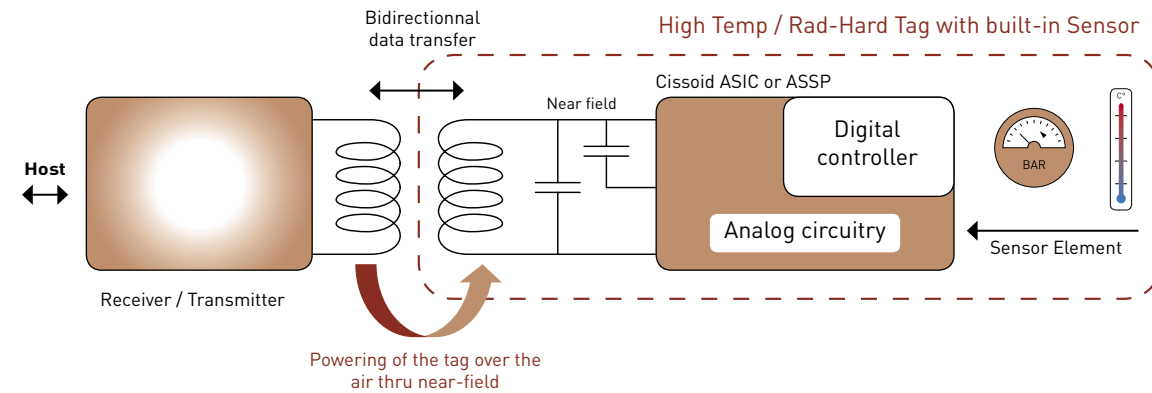 Bidirectionnal
data transfer
High Temp / Rad-Hard Tag with built-in Sensor
Cissoid ASIC or ASSP
Near field
C°
Digital
controller
BAR
Host
Analog circuitry
Sensor Element
Receiver / Transmitter
Powering of the tag over the
air thru near-field